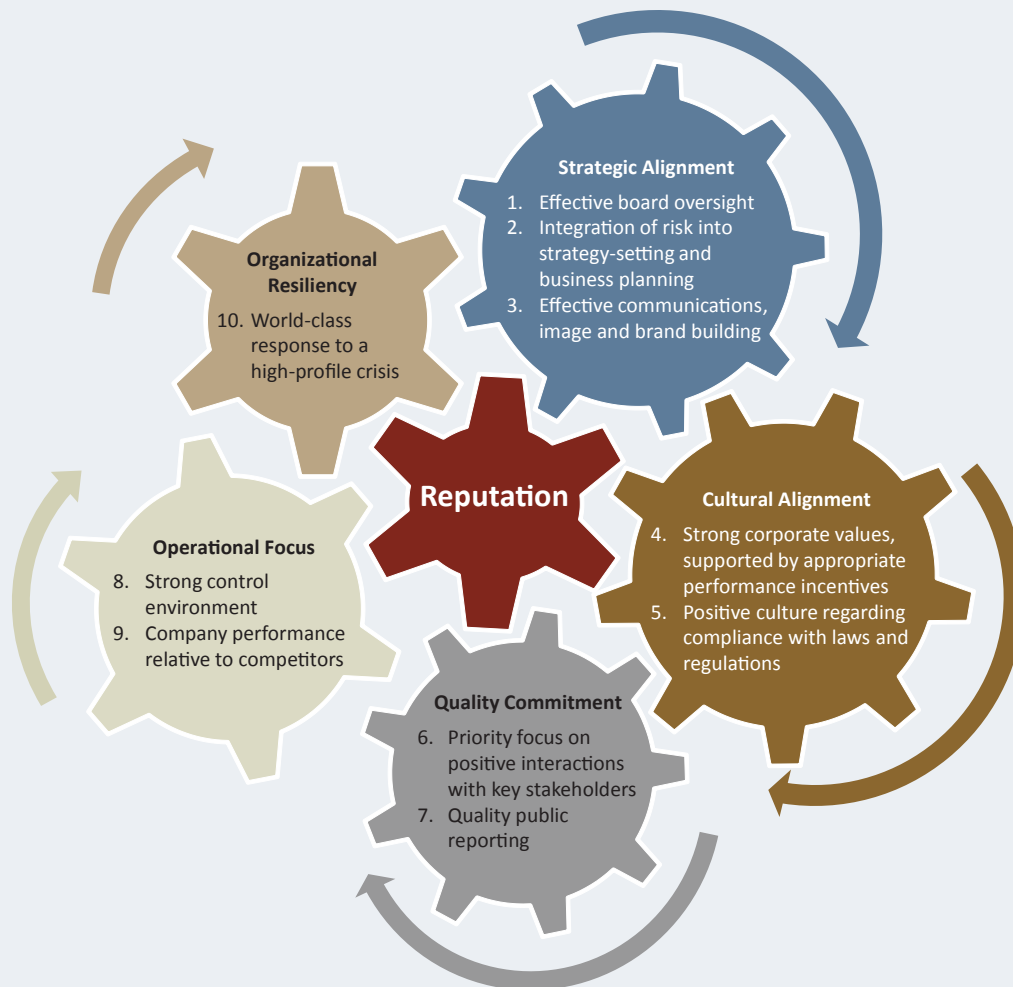 Strategic Alignment
1. Effective board oversight
2. Integration of risk into
strategy-setting and
business planning
3. Effective communications,
image and brand building
Organizational
Resiliency
10. World-class
response to a
high-profile crisis
Reputation
Cultural Alignment
4. Strong corporate values,
supported by appropriate
performance incentives
5. Positive culture regarding
compliance with laws and
regulations
Operational Focus
8. Strong control
environment
9. Company performance
relative to competitors
Quality Commitment
6. Priority focus on
positive interactions
with key stakeholders
7. Quality public
reporting